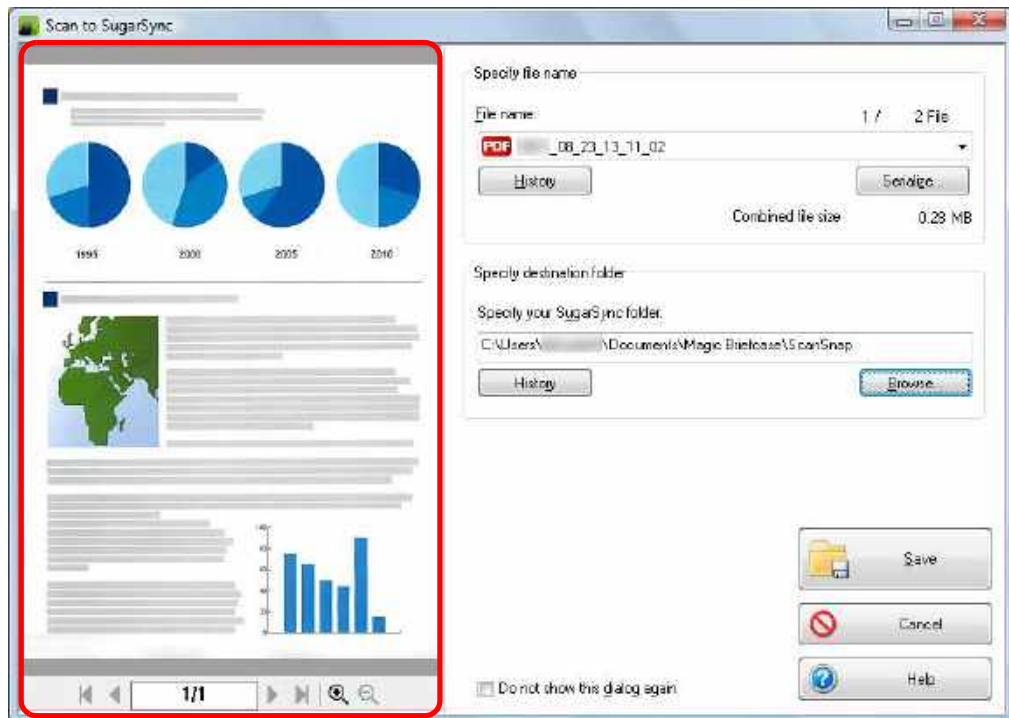 Scan to SugarSync
1995 2000 2005 2010
1/1
Specify file name
File name:
1 / 2 File
PDF _08_23_13_11_02
History
Serialize...
Combined file size 0.28 MB
Specify destination folder
Specify your SugarSync folder.
C:\Users\ \Documents\Magic Briefcase\ScanSnap
History
Browse...
Save
Cancel
Help
Do not show this dialog again